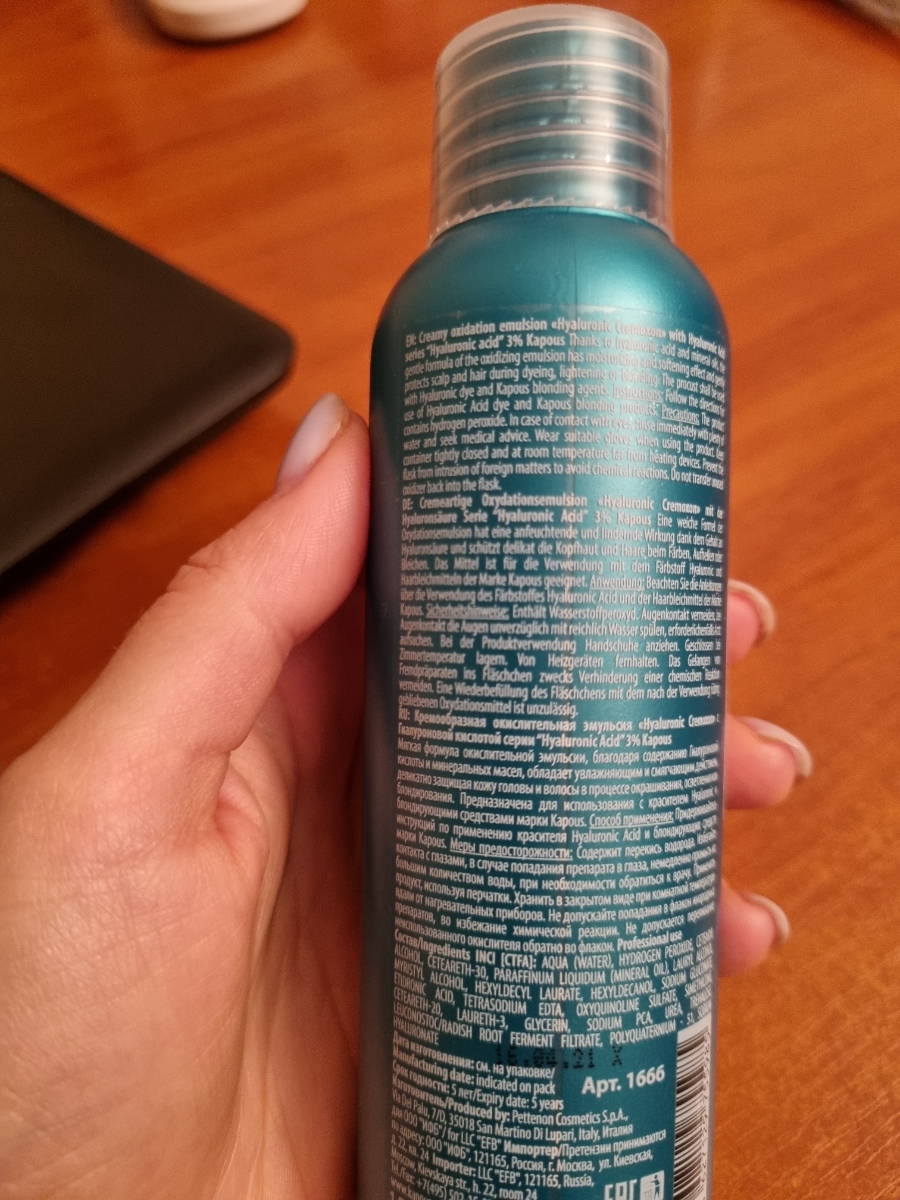 EN: Creamy oxidation emulsion «Hyaluronic Cremoxon» with Hyaluronic Acid
series "Hyaluronic acid" 3% Kapous Thanks to hyaluronic acid and mineral oils, the
gentle formula of the oxidizing emulsion has moisturizing and softening effect and gently
protects scalp and hair during dyeing, lightening or blonding. The procust shall be used
with Hyaluronic dye and Kapous blonding agents. Instructions: Follow the directions for
use of Hyaluronic Acid dye and Kapous blonding products. Precautions: The product
contains hydrogen peroxide. In case of contact with eyes, rinse immediately with plenty of
water and seek medical advice. Wear suitable gloves when using the product. Keep
container tightly closed and at room temperature far from heating devices. Prevent the
flask from intrusion of foreign matters to avoid chemical reactions. Do not transfer unused
oxidizer back into the flask.
DE: Cremeartige Oxydationsemulsion «Hyaluronic Cremoxon» mit der
Hyaluronsäure Serie "Hyaluronic Acid" 3% Kapous Eine weiche Formel der
Oxydationsemulsion hat eine anfeuchtende und lindernde Wirkung dank dem Gehalt an
Hyaluronsäure und schützt delikat die Kopfhaut und Haare beim Färben, Aufhellen oder
Bleichen. Das Mittel ist für die Verwendung mit dem Färbstoff Hyaluronic und
Haarbleichmitteln der Marke Kapous geeignet. Anwendung: Beachten Sie die Anleitungen
über die Verwendung des Färbstoffes Hyaluronic Acid und der Haarbleichmittel der Marke
Kapous. Sicherheitshinweise: Enthält Wasserstoffperoxyd. Augenkontakt vermeiden, bei
Augenkontakt die Augen unverzüglich mit reichlich Wasser spülen, erforderlichenfalls Arzt
aufsuchen. Bei der Produktverwendung Handschuhe anziehen. Geschlossen bei
Zimmertemperatur lagern. Von Heizgeräten fernhalten. Das Gelangen von
Fremdpräparaten ins Fläschchen zwecks Verhinderung einer chemischen Reaktion
vermeiden. Eine Wiederbefüllung des Fläschchens mit dem nach der Verwendung übrig
gebliebenen Oxydationsmittel ist unzulässig.
RU: Кремообразная окислительная эмульсия «Hyaluronic Cremoxon» с
Гиалуроновой кислотой серии "Hyaluronic Acid" 3% Kapous
Мягкая формула окислительной эмульсии, благодаря содержанию Гиалуроновой
кислоты и минеральных масел, обладает увлажняющим и смягчающим действием,
деликатно защищая кожу головы и волосы в процессе окрашивания, осветления и
блондирования. Предназначена для использования с красителем Hyaluronic и
блондирующими средствами марки Kapous. Способ применения: Придерживайтесь
инструкций по применению красителя Hyaluronic Acid и блондирующих средств
марки Kapous. Меры предосторожности: Содержит перекись водорода. Избегайте
контакта с глазами, в случае попадания препарата в глаза, немедленно промыть
большим количеством воды, при необходимости обратиться к врачу. Применять
продукт, используя перчатки. Хранить в закрытом виде при комнатной температуре
вдали от нагревательных приборов. Не допускайте попадания в флакон инородных
препаратов, во избежание химической реакции. Не допускается перемещение
неиспользованного окислителя обратно во флакон. Professional use
Состав/Ingredients INCI [CTFA]: AQUA (WATER), HYDROGEN PEROXIDE, CETEARYL
ALCOHOL, CETEARETH-30, PARAFFINUM LIQUIDUM (MINERAL OIL), LAURYL ALCOHOL,
MYRISTYL ALCOHOL, HEXYLDECYL LAURATE, HEXYLDECANOL, SODIUM
ETIDRONIC ACID, TETRASODIUM EDTA, OXYQUINOLINE SULFATE,
CETEARETH-20, LAURETH-3, GLYCERIN, SODIUM PCA, UREA,
LEUCONOSTOC/RADISH ROOT FERMENT FILTRATE, POLYQUATERNIUM - 51, SODIUM
HYALURONATE
16.04.21 X
Дата изготовления: см. на упаковке/
Manufacturing date: indicated on pack
Срок годности: 5 лет/Expiry date: 5 years
Арт. 1666
Изготовитель/Produced by: Pettenon Cosmetics S.p.A.,
Via Del Palu, 7/D, 35018 San Martino Di Lupari, Italy, Италия
для ООО "ИФБ"/ for LLC "EFB" Импортер/Претензии принимаются
по адресу: ООО "ИФБ", 121165, Россия, г. Москва, ул. Киевская,
д. 22, кв. 24 Importer: LLC "EFB", 121165, Russia,
Moscow, Kievskaya str., h. 22, room 24
Tel./Fax: +7(495)
EAC